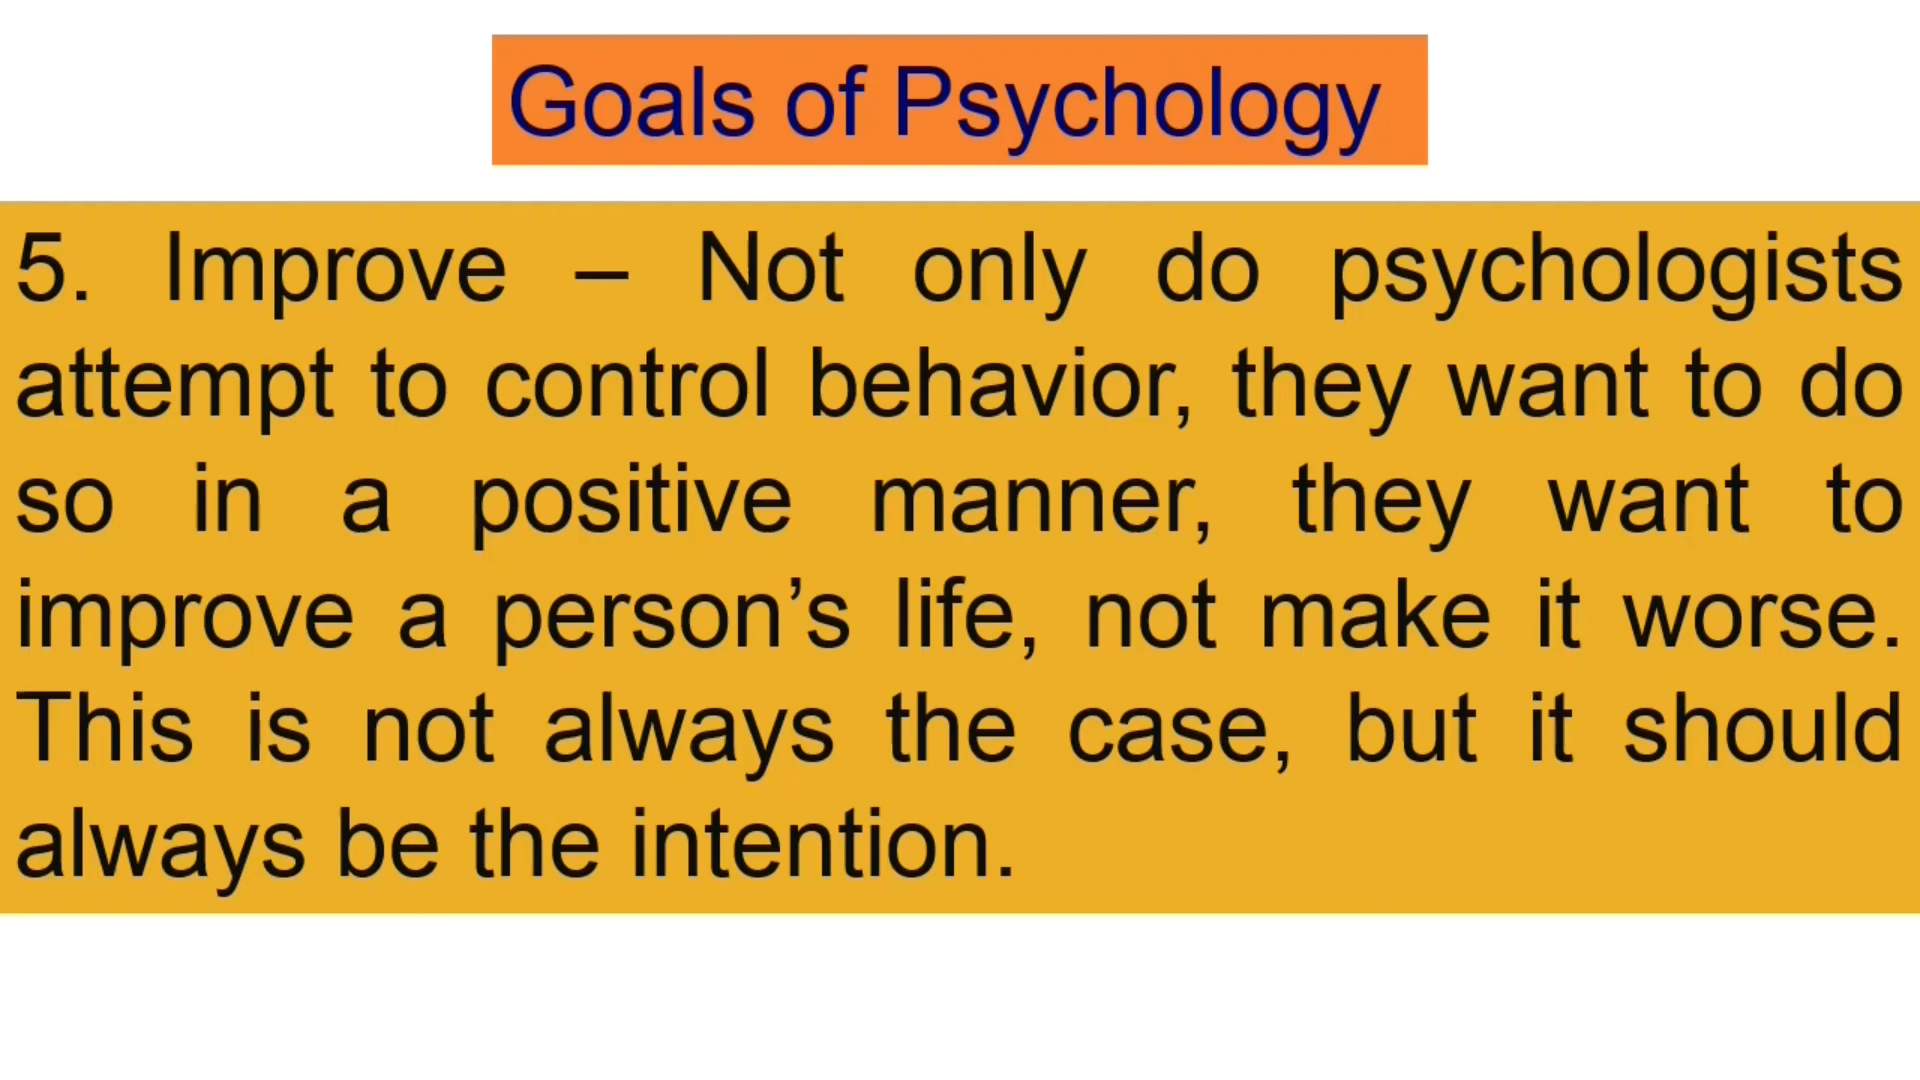 Goals of Psychology
5. Improve – Not only do psychologists
attempt to control behavior, they want to do
so in a positive manner, they want to
improve a person’s life, not make it worse.
This is not always the case, but it should
always be the intention.